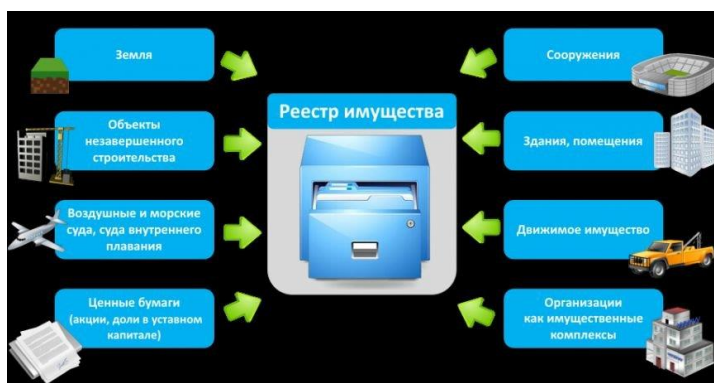 Земля
Объекты
незавершенного
строительства
Воздушные и морские
суда, суда внутреннего
плавания
Ценные бумаги
(акции, доли в уставном
капитале)
Реестр имущества
Сооружения
Здания, помещения
Движимое имущество
Организации
как имущественные
комплексы